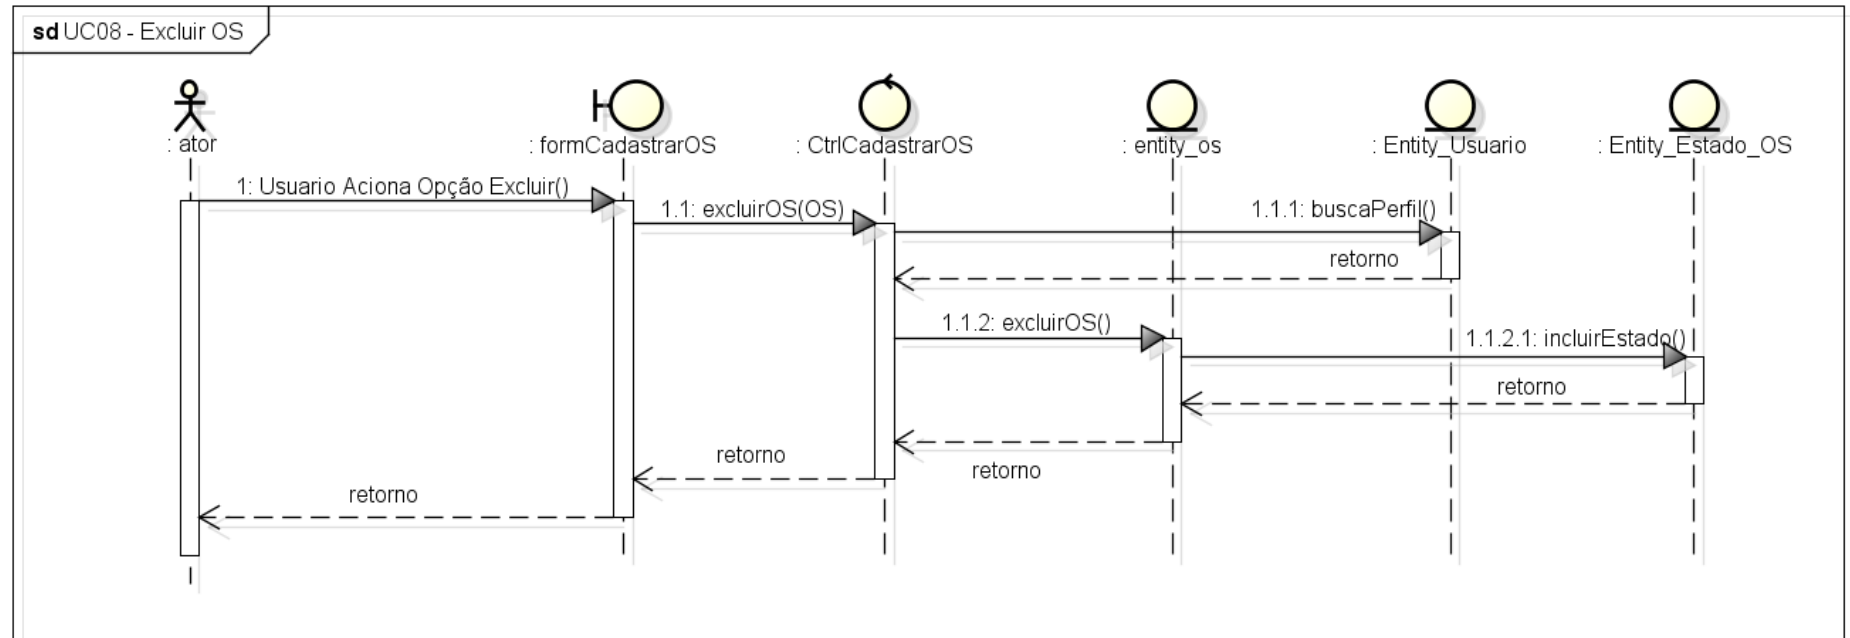 sd UC08 - Excluir OS
: ator
: formCadastrarOS
: CtrlCadastrarOS
: entity_os
: Entity_Usuario
: Entity_Estado_OS
1: Usuario Aciona Opção Excluir()
1.1: excluirOS(OS)
1.1.1: buscaPerfil()
retorno
1.1.2: excluirOS()
1.1.2.1: incluirEstado()
retorno
retorno
retorno
retorno